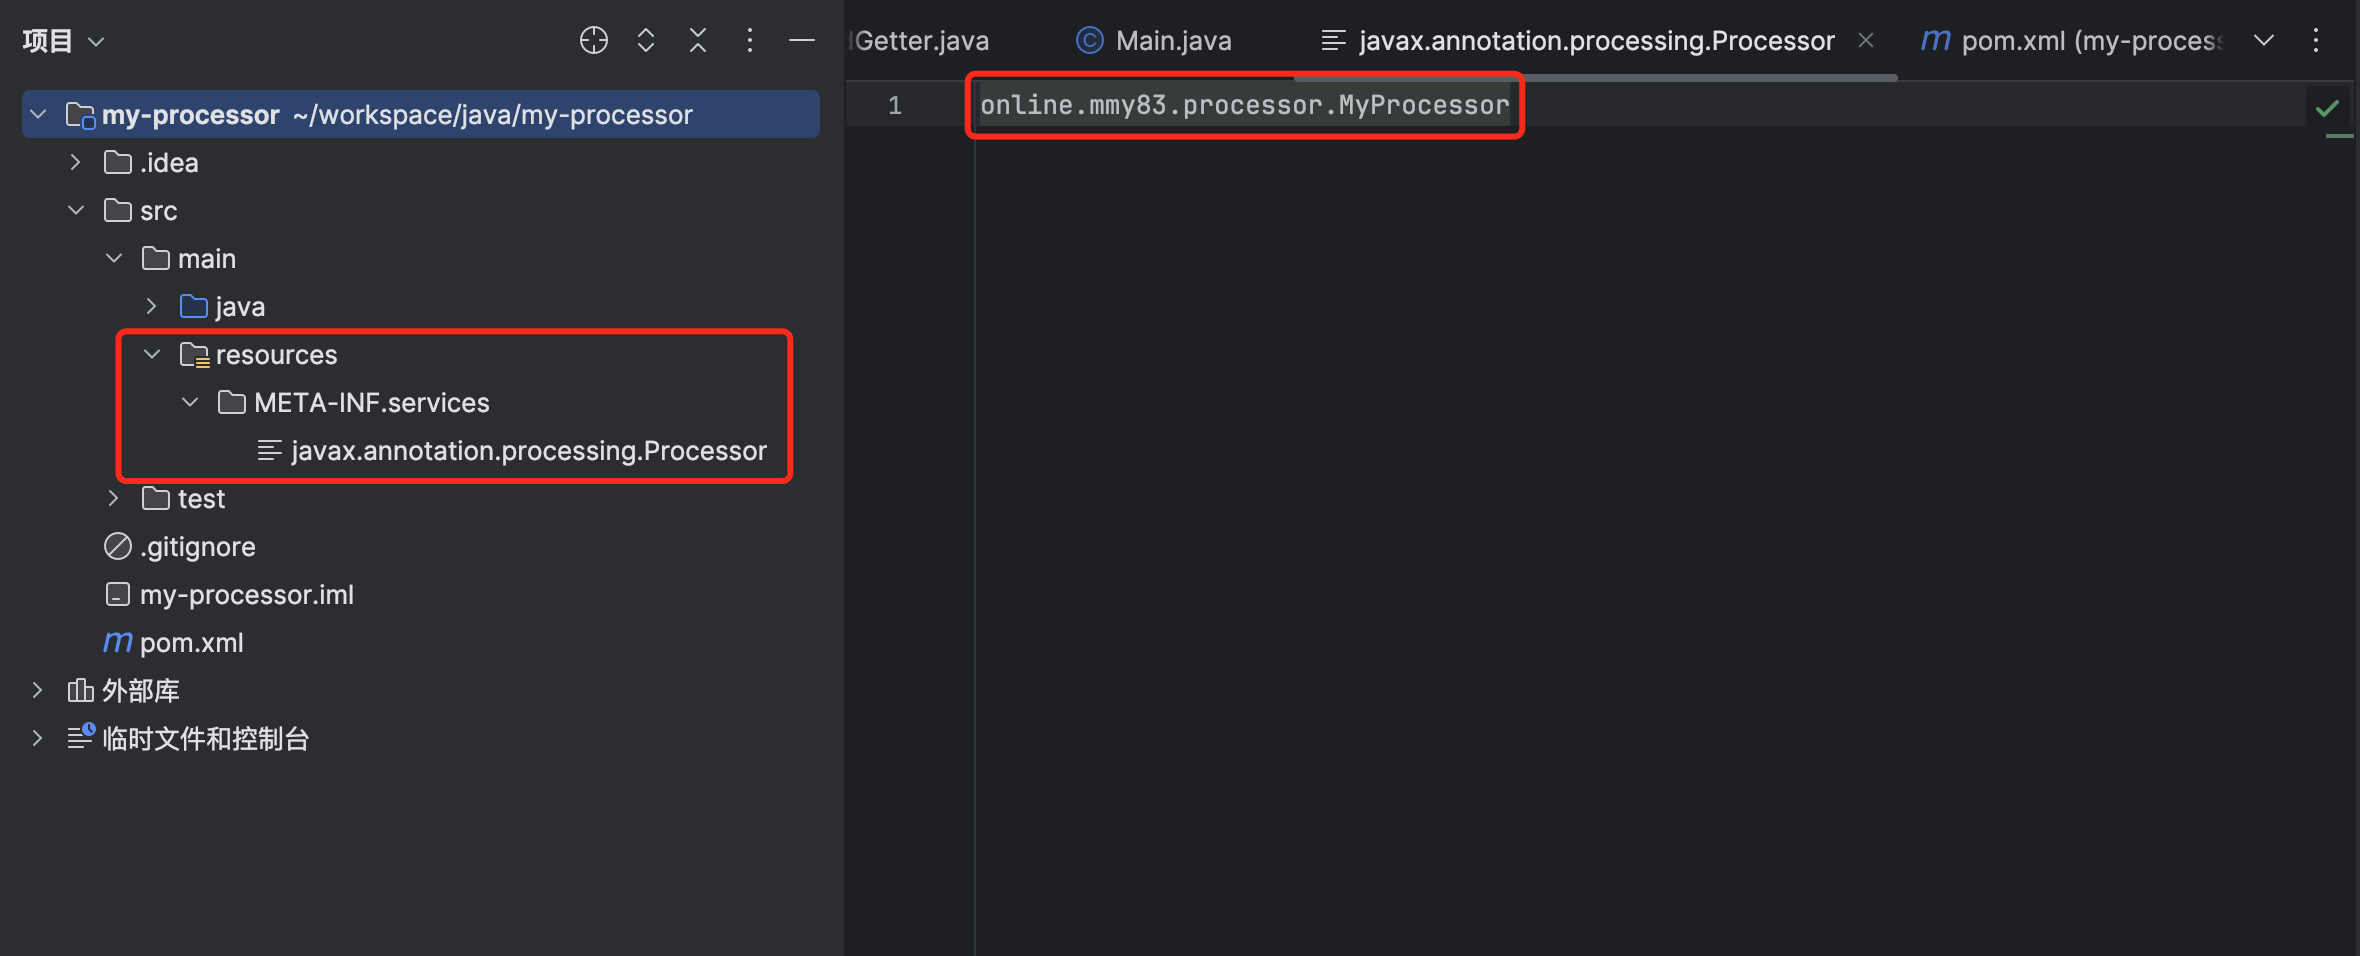 项目
my-processor ~/workspace/java/my-processor
.idea
src
main
java
resources
META-INF.services
javax.annotation.processing.Processor
test
.gitignore
my-processor.iml
pom.xml
外部库
临时文件和控制台
Getter.java
Main.java
javax.annotation.processing.Processor
pom.xml (my-process
1
online.mmy83.processor.MyProcessor